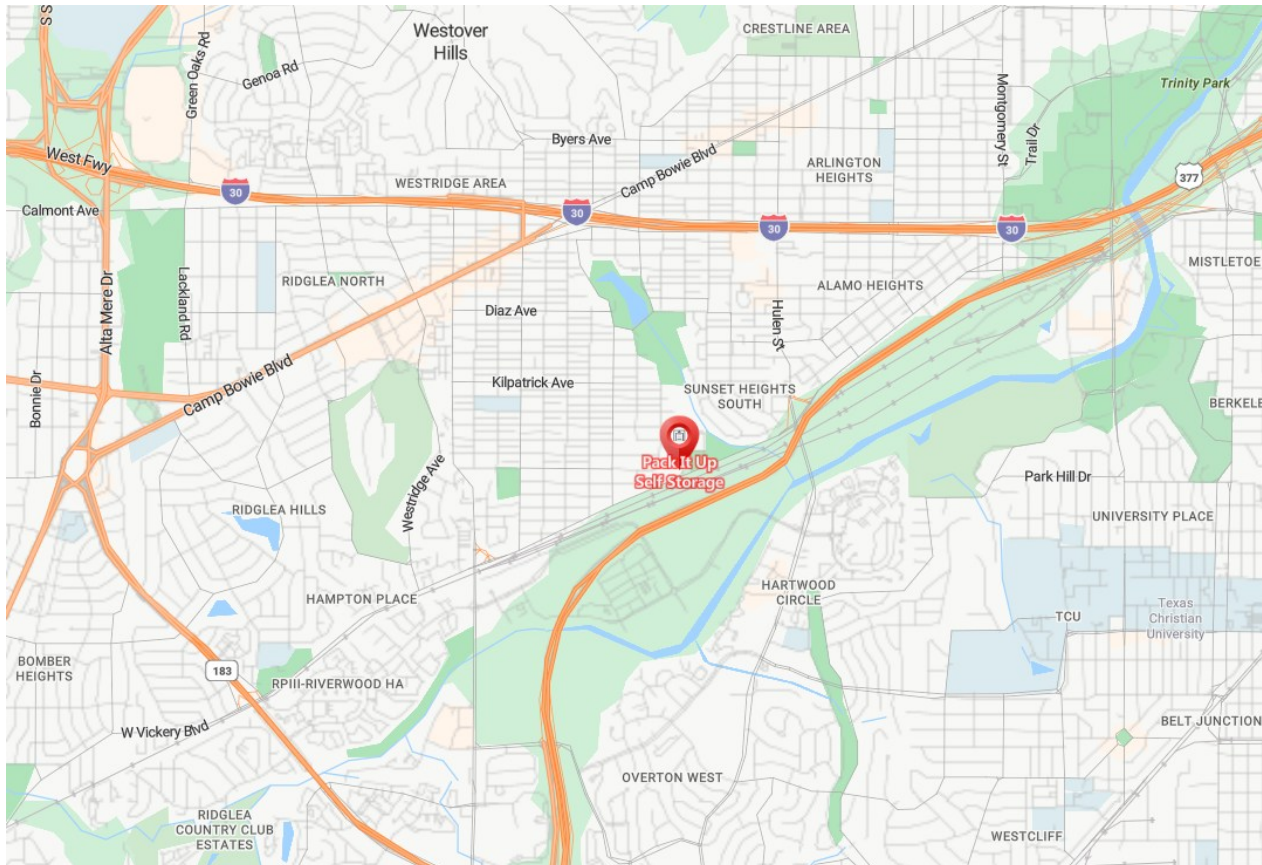 S S
Green Oaks Rd
Genoa Rd
Westover
Hills
CRESTLINE AREA
Montgomery St
Trail Dr
Trinity Park
West Fwy
Byers Ave
Camp Bowie Blvd
ARLINGTON
HEIGHTS
377
WESTRIDGE AREA
30
30
30
30
Calmont Ave
Alta Mere Dr
Lackland Rd
RIDGLEA NORTH
Diaz Ave
Hulen St
ALAMO HEIGHTS
MISTLETOE
Bonnie Dr
Camp Bowie Blvd
Kilpatrick Ave
SUNSET HEIGHTS
SOUTH
BERKELE
Westridge Ave
Pack It Up
Self Storage
Park Hill Dr
RIDGLEA HILLS
UNIVERSITY PLACE
HAMPTON PLACE
HARTWOOD
CIRCLE
TCU
Texas
Christian
University
BOMBER
HEIGHTS
183
RPIII-RIVERWOOD HA
W Vickery Blvd
BELT JUNCTION
OVERTON WEST
RIDGLEA
COUNTRY CLUB
ESTATES
WESTCLIFF